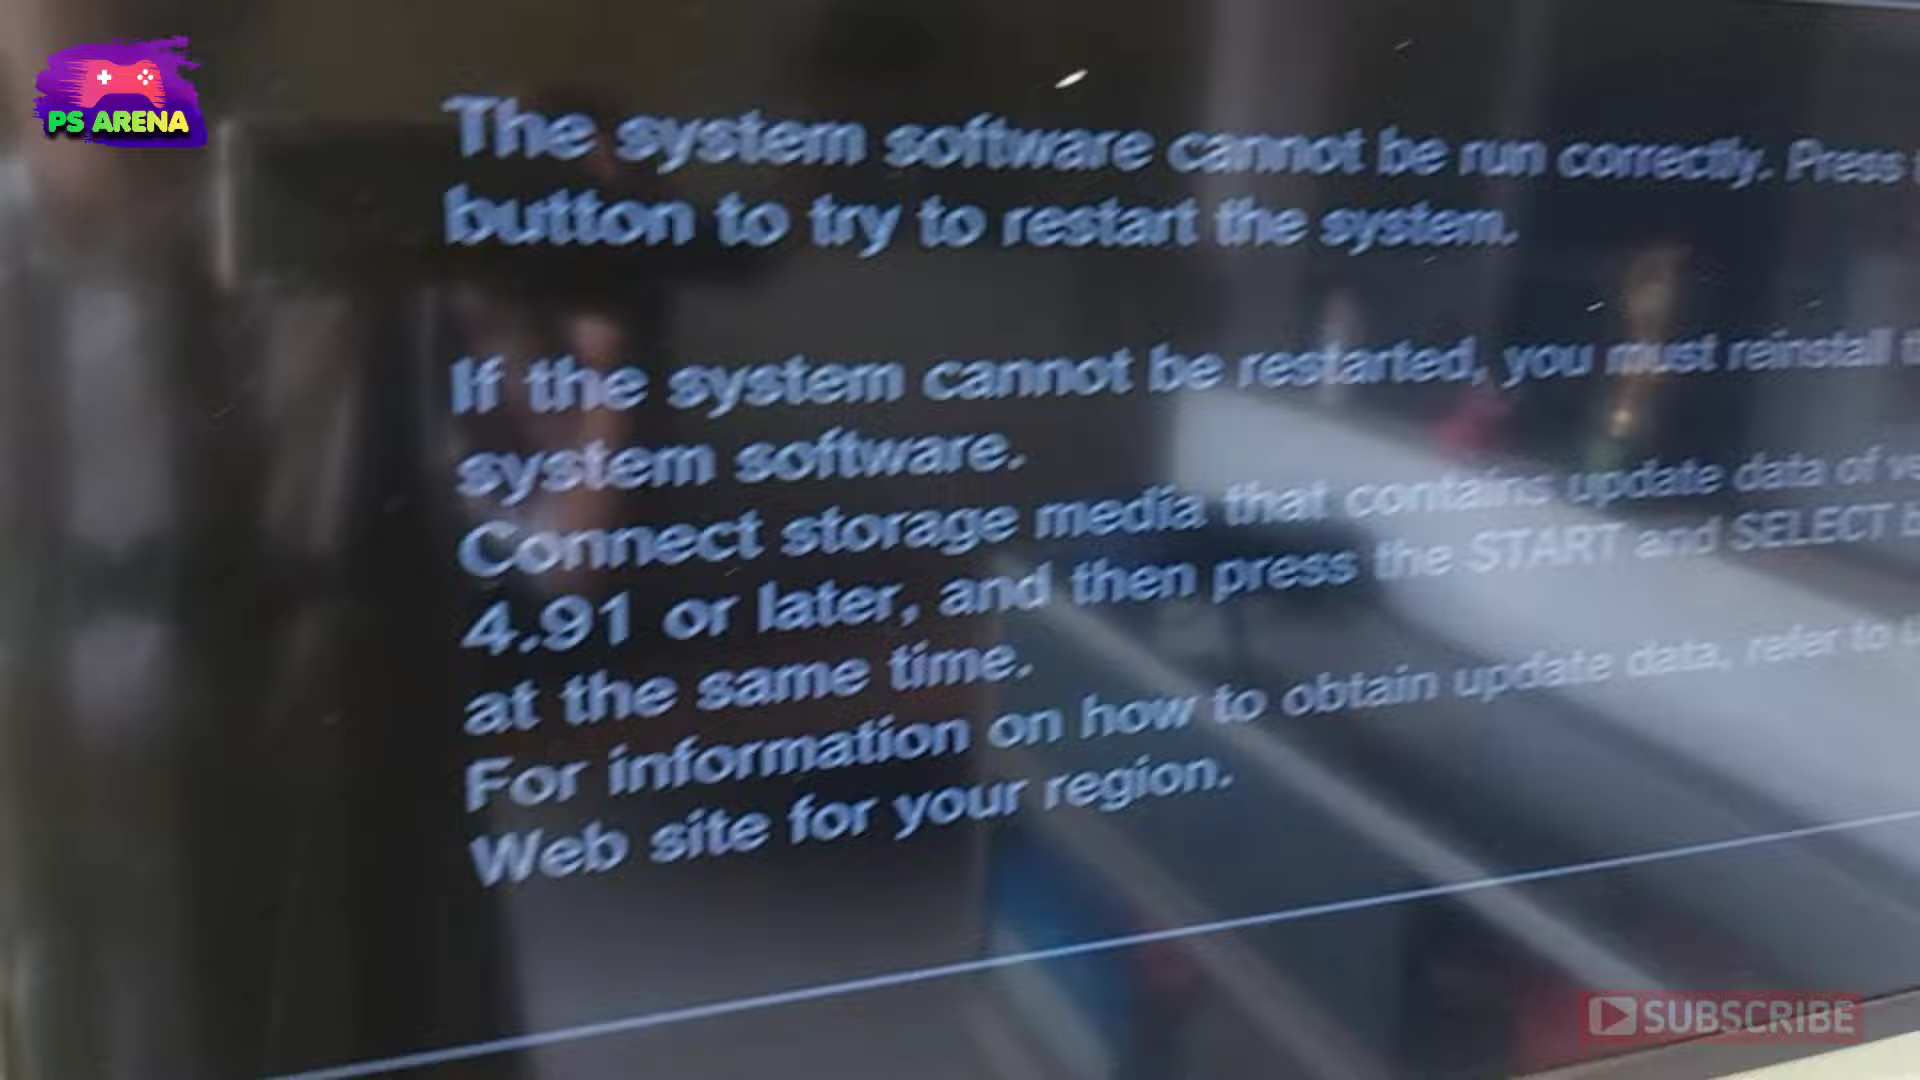 PS ARENA
The system software cannot be run correctly. Press
button to try to restart the system.
If the system cannot be restarted, you must reinstall
system software.
Connect storage media that contains update data of
4.91 or later, and then press the START and SELECT
at the same time.
For information on how to obtain update data, refer to
Web site for your region.
SUBSCRIBE